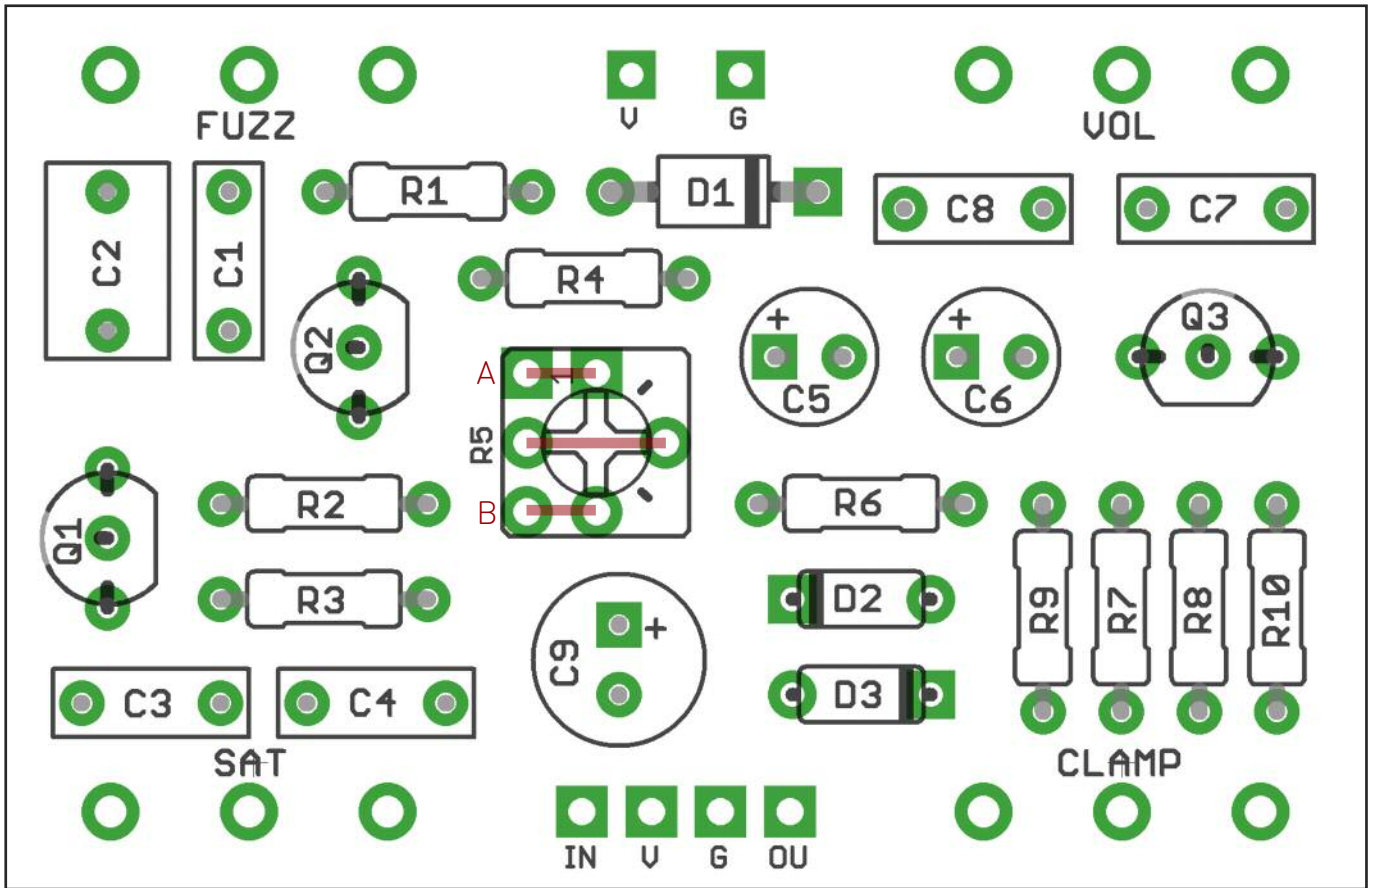 V G
FUZZ VOL
R1 D1 C8 C7
C2 C1 R4
Q2 + + Q3
A 1 C5 C6
R5
B R2 R6
Q1
R3 D2 R9 R7 R8 R10
C9 +
C3 C4 D3
SAT CLAMP
IN V G OU